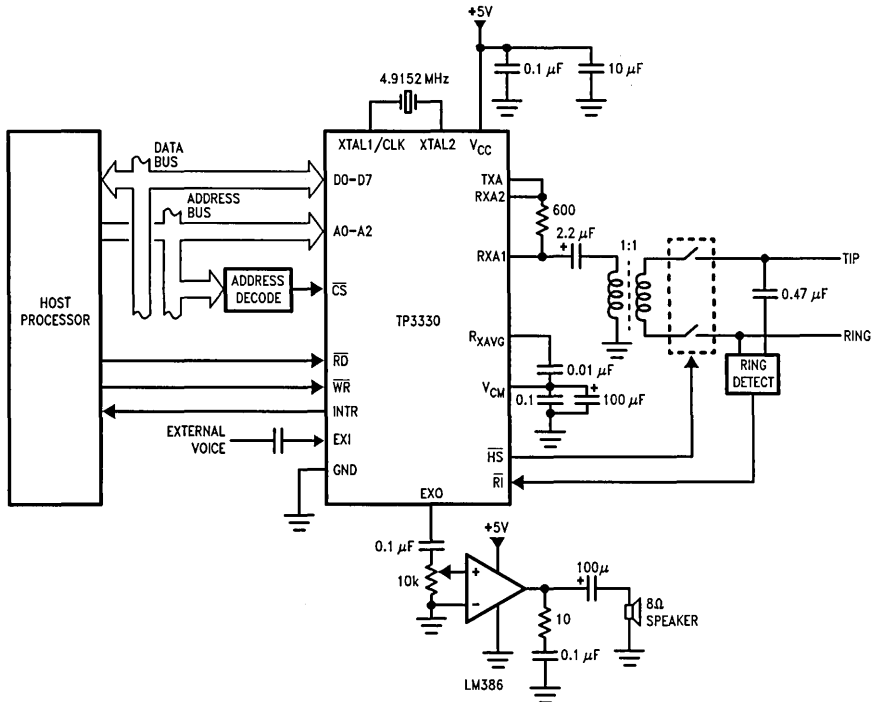 +5V
0.1 μF
10 μF
4.9152 MHz
XTAL1/CLK
XTAL2
VCC
DATA
BUS
D0–D7
TXA
RXA2
600
ADDRESS
BUS
2.2 μF
+
1:1
A0–A2
RXA1
TIP
0.47 μF
HOST
PROCESSOR
ADDRESS
DECODE
CS
TP3330
RING
RXAVG
RING
DETECT
0.01 μF
RD
WR
VCM
0.1
+
100 μF
INTR
EXTERNAL
VOICE
EXI
HS
GND
RI
EXO
+5V
0.1 μF
10k
+
−
100μ
+
8Ω
SPEAKER
10
0.1 μF
LM386